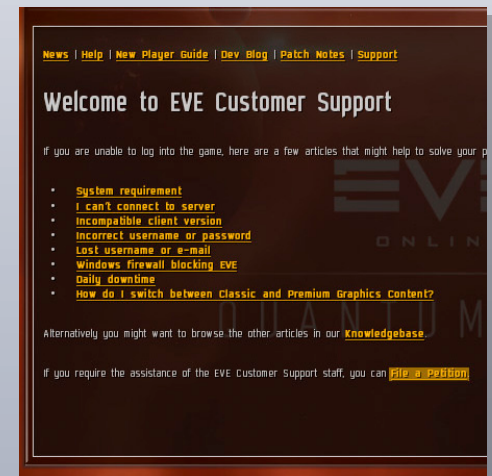 News | Help | New Player Guide | Dev Blog | Patch Notes | Support
Welcome to EVE Customer Support
If you are unable to log into the game, here are a few articles that might help to solve your p
• System requirement
• I can't connect to server
• Incompatible client version
• Incorrect username or password
• Lost username or e-mail
• Windows firewall blocking EVE
• Daily downtime
• How do I switch between Classic and Premium Graphics Content?
EVE
ONLIN
QUANTUM
Alternatively you might want to browse the other articles in our Knowledgebase.
If you require the assistance of the EVE Customer Support staff, you can File a Petition